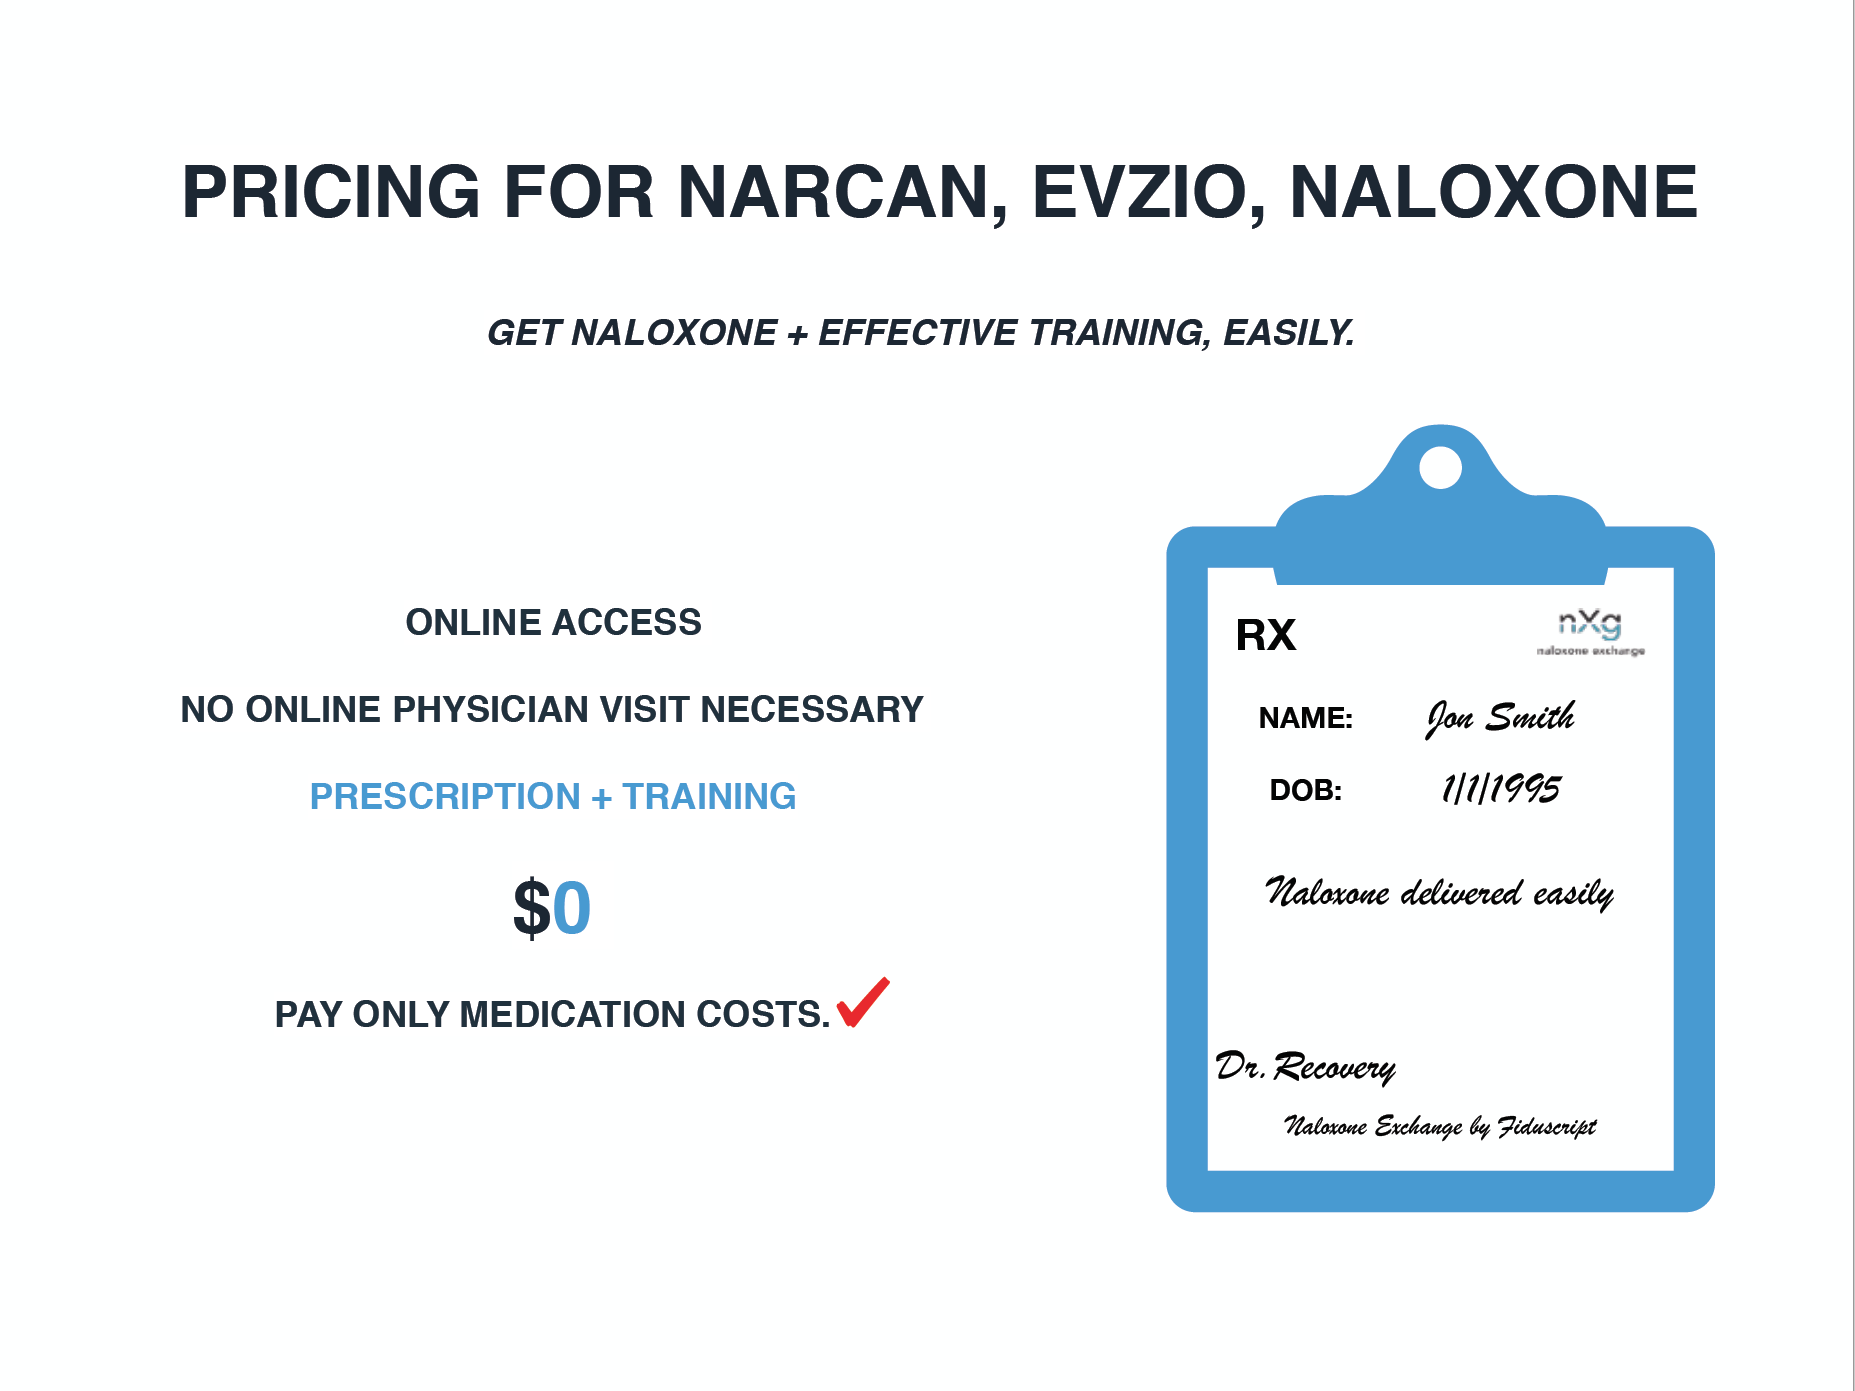 PRICING FOR NARCAN, EVZIO, NALOXONE
GET NALOXONE + EFFECTIVE TRAINING, EASILY.
ONLINE ACCESS
NO ONLINE PHYSICIAN VISIT NECESSARY
PRESCRIPTION + TRAINING
$0
PAY ONLY MEDICATION COSTS.
RX
nXg
naloxone exchange
NAME: Jon Smith
DOB: 1/1/1995
Naloxone delivered easily
Dr. Recovery
Naloxone Exchange by Fiduscript